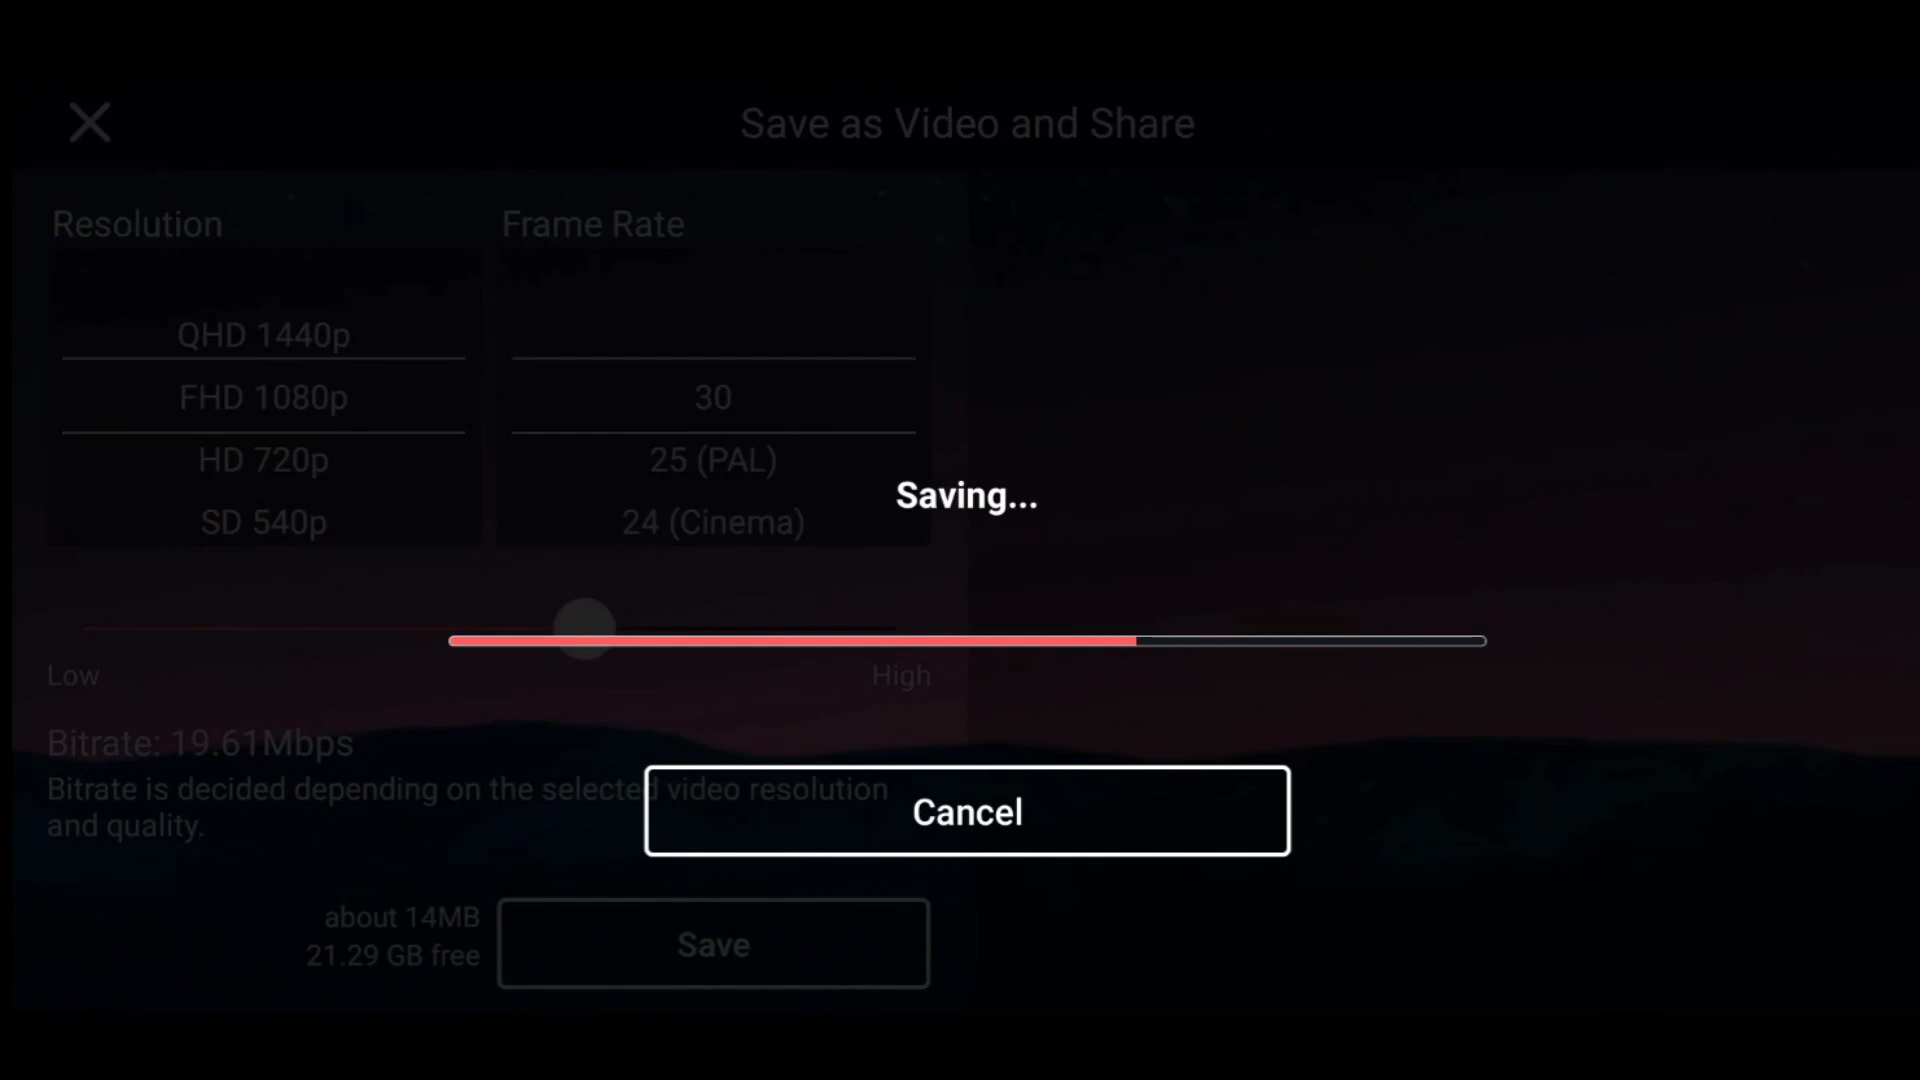 Save as Video and Share
Resolution
Frame Rate
QHD 1440p
FHD 1080p
30
HD 720p
25 (PAL)
SD 540p
24 (Cinema)
Saving...
Low
High
Bitrate: 19.61Mbps
Bitrate is decided depending on the selected video resolution
and quality.
Cancel
about 14MB
21.29 GB free
Save